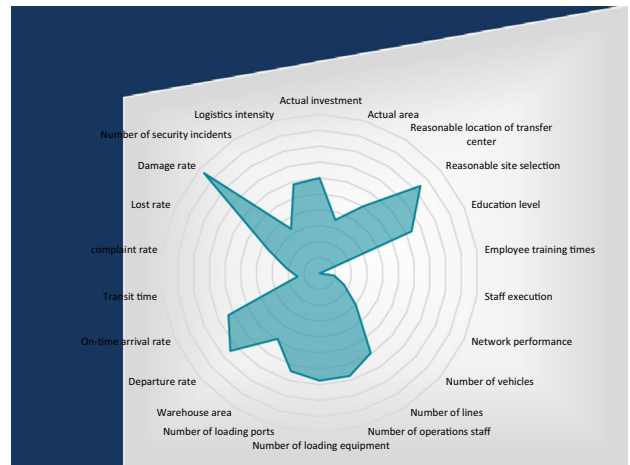 Actual investment
Actual area
Reasonable location of transfer
center
Reasonable site selection
Education level
Employee training times
Staff execution
Network performance
Number of vehicles
Number of lines
Number of operations staff
Number of loading equipment
Number of loading ports
Warehouse area
Departure rate
On-time arrival rate
Transit time
complaint rate
Lost rate
Damage rate
Number of security incidents
Logistics intensity